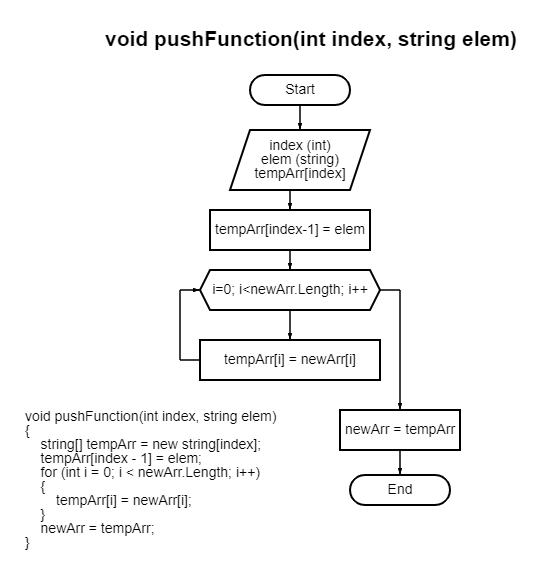 void pushFunction(int index, string elem)
Start
index (int)
elem (string)
tempArr[index]
tempArr[index-1] = elem
i=0; i<newArr.Length; i++
tempArr[i] = newArr[i]
newArr = tempArr
End
void pushFunction(int index, string elem)
{
string[] tempArr = new string[index];
tempArr[index - 1] = elem;
for (int i = 0; i < newArr.Length; i++)
{
tempArr[i] = newArr[i];
}
newArr = tempArr;
}